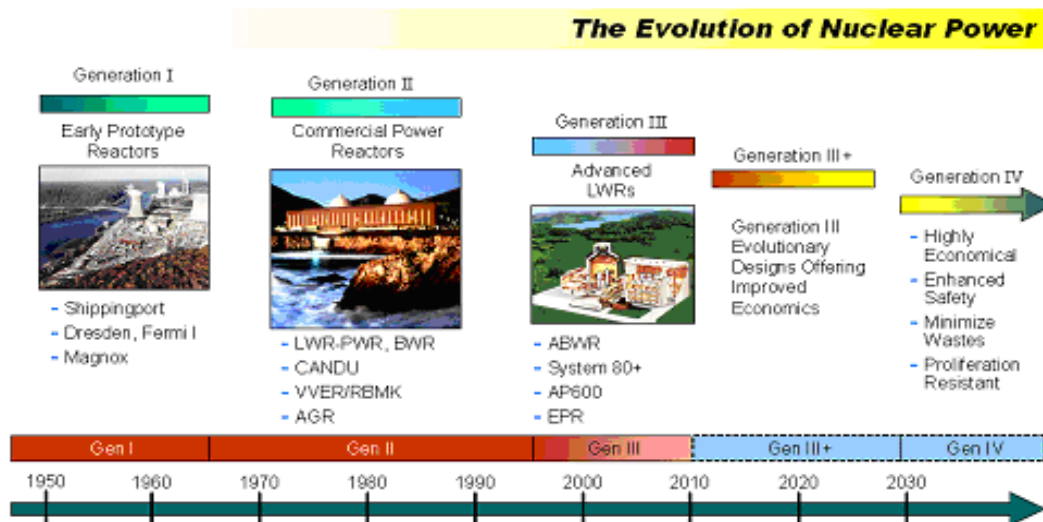 The Evolution of Nuclear Power
Generation I
Early Prototype
Reactors
- Shippingport
- Dresden, Fermi I
- Magnox
Generation II
Commercial Power
Reactors
- LWR-PWR, BWR
- CANDU
- VVER/RBMK
- AGR
Generation III
Advanced
LWRs
- ABWR
- System 80+
- AP600
- EPR
Generation III+
Generation III
Evolutionary
Designs Offering
Improved
Economics
Generation IV
- Highly
Economical
- Enhanced
Safety
- Minimize
Wastes
- Proliferation
Resistant
Gen I
Gen II
Gen III
Gen III+
Gen IV
1950
1960
1970
1980
1990
2000
2010
2020
2030